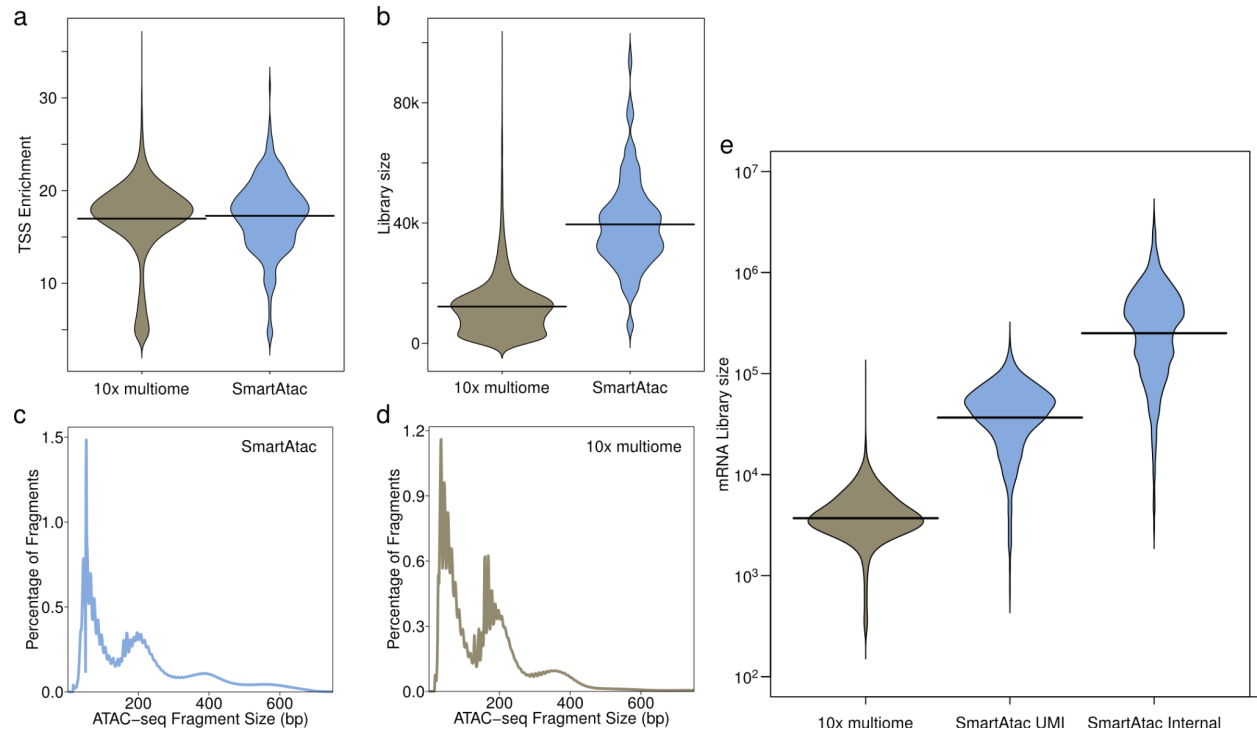 a
TSS Enrichment
30
20
10
10x multiome
SmartAtac
b
Library size
80k
40k
0
10x multiome
SmartAtac
c
SmartAtac
Percentage of Fragments
1.5
1.0
0.5
0.0
200
400
600
ATAC−seq Fragment Size (bp)
d
10x multiome
Percentage of Fragments
1.2
0.9
0.6
0.3
0.0
200
400
600
ATAC−seq Fragment Size (bp)
e
mRNA Library size
10⁷
10⁶
10⁵
10⁴
10³
10²
10x multiome
SmartAtac UMI
SmartAtac Internal